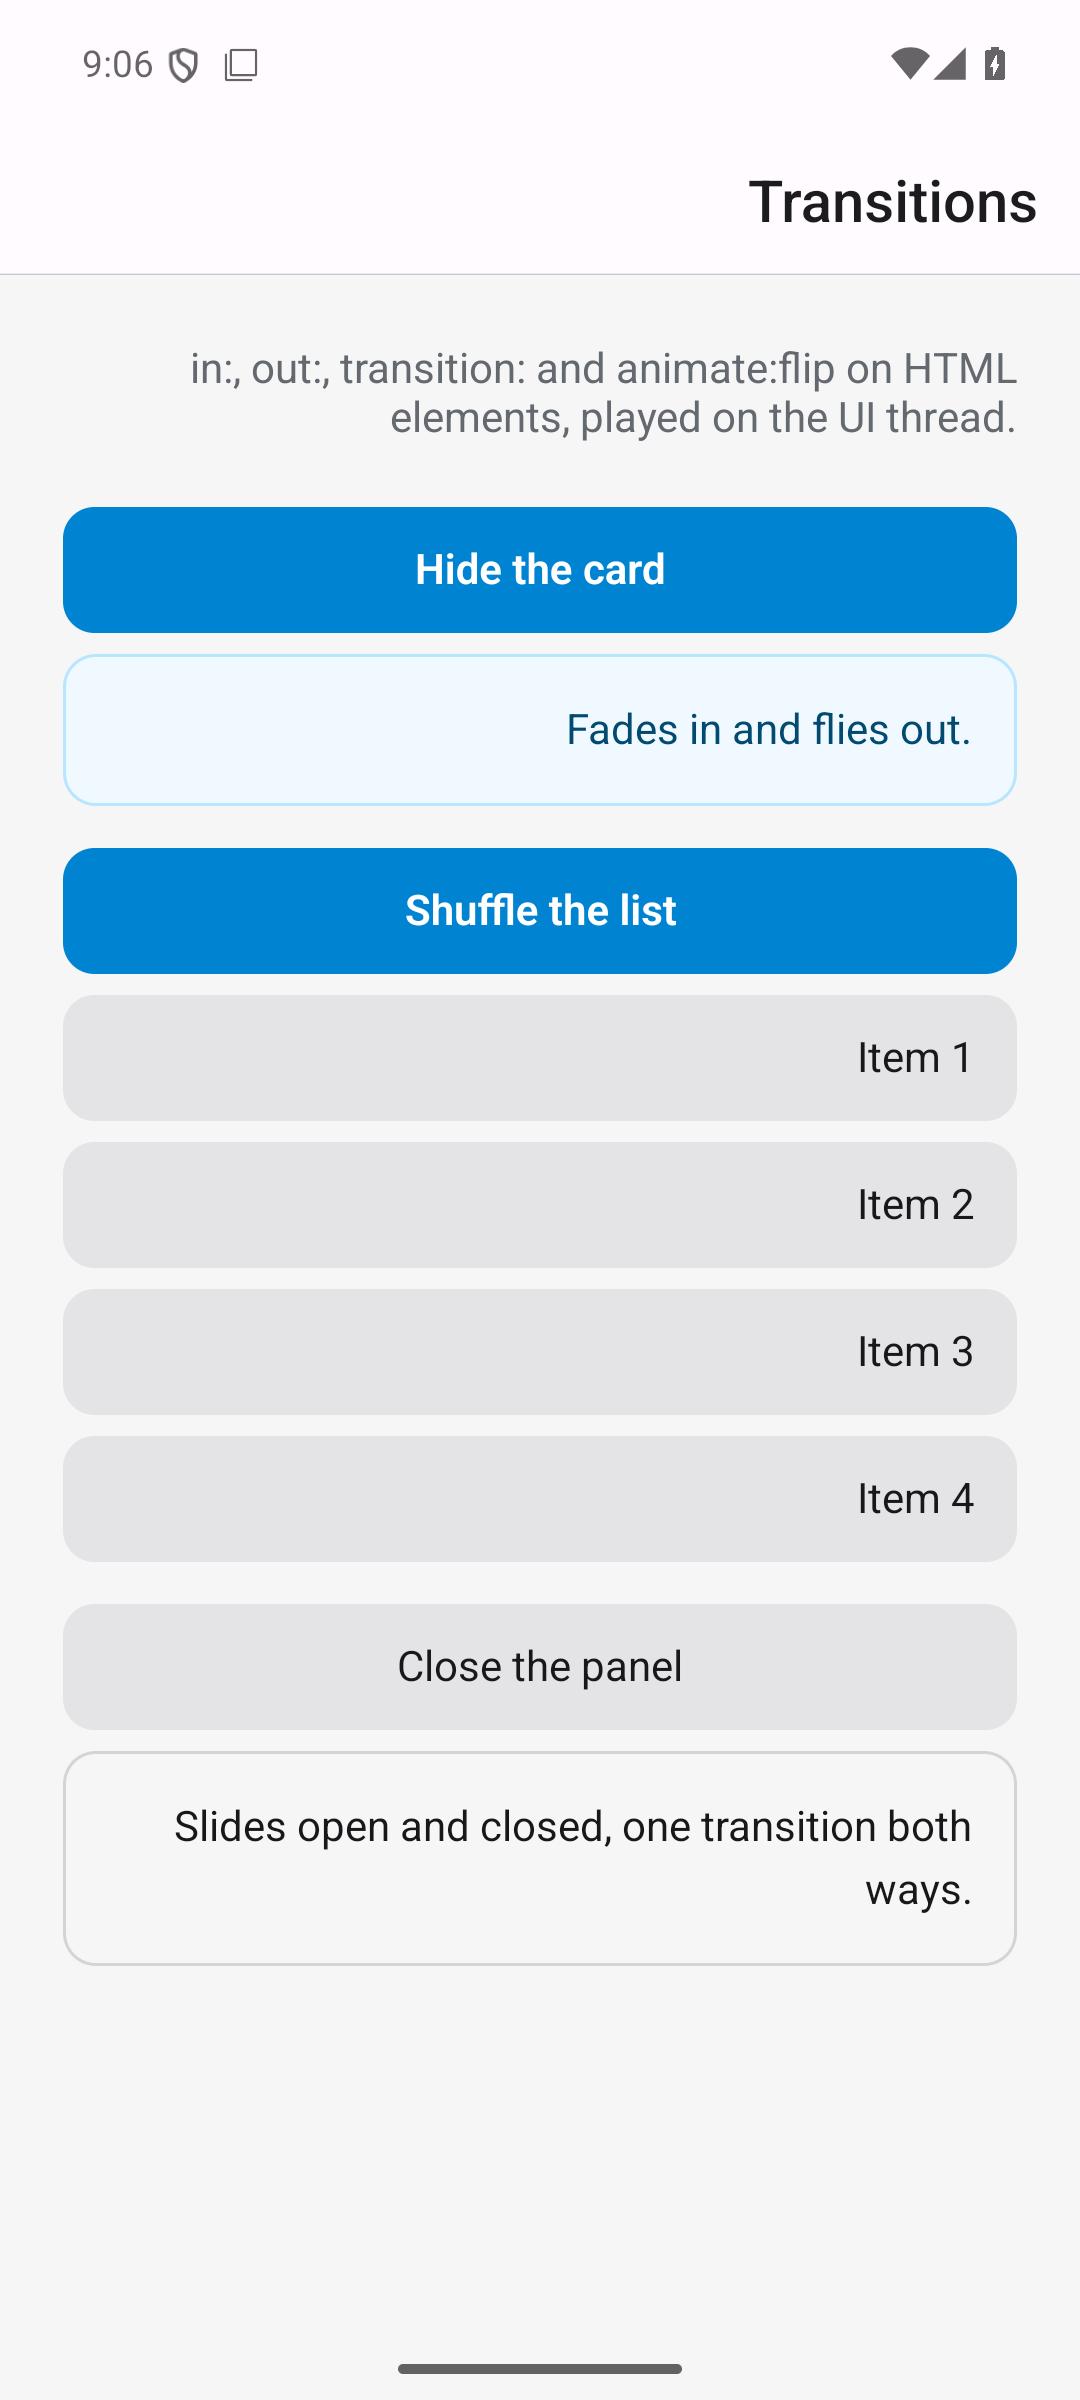 9:06
Transitions
in:, out:, transition: and animate:flip on HTML
elements, played on the UI thread.
Hide the card
Fades in and flies out.
Shuffle the list
Item 1
Item 2
Item 3
Item 4
Close the panel
Slides open and closed, one transition both
ways.